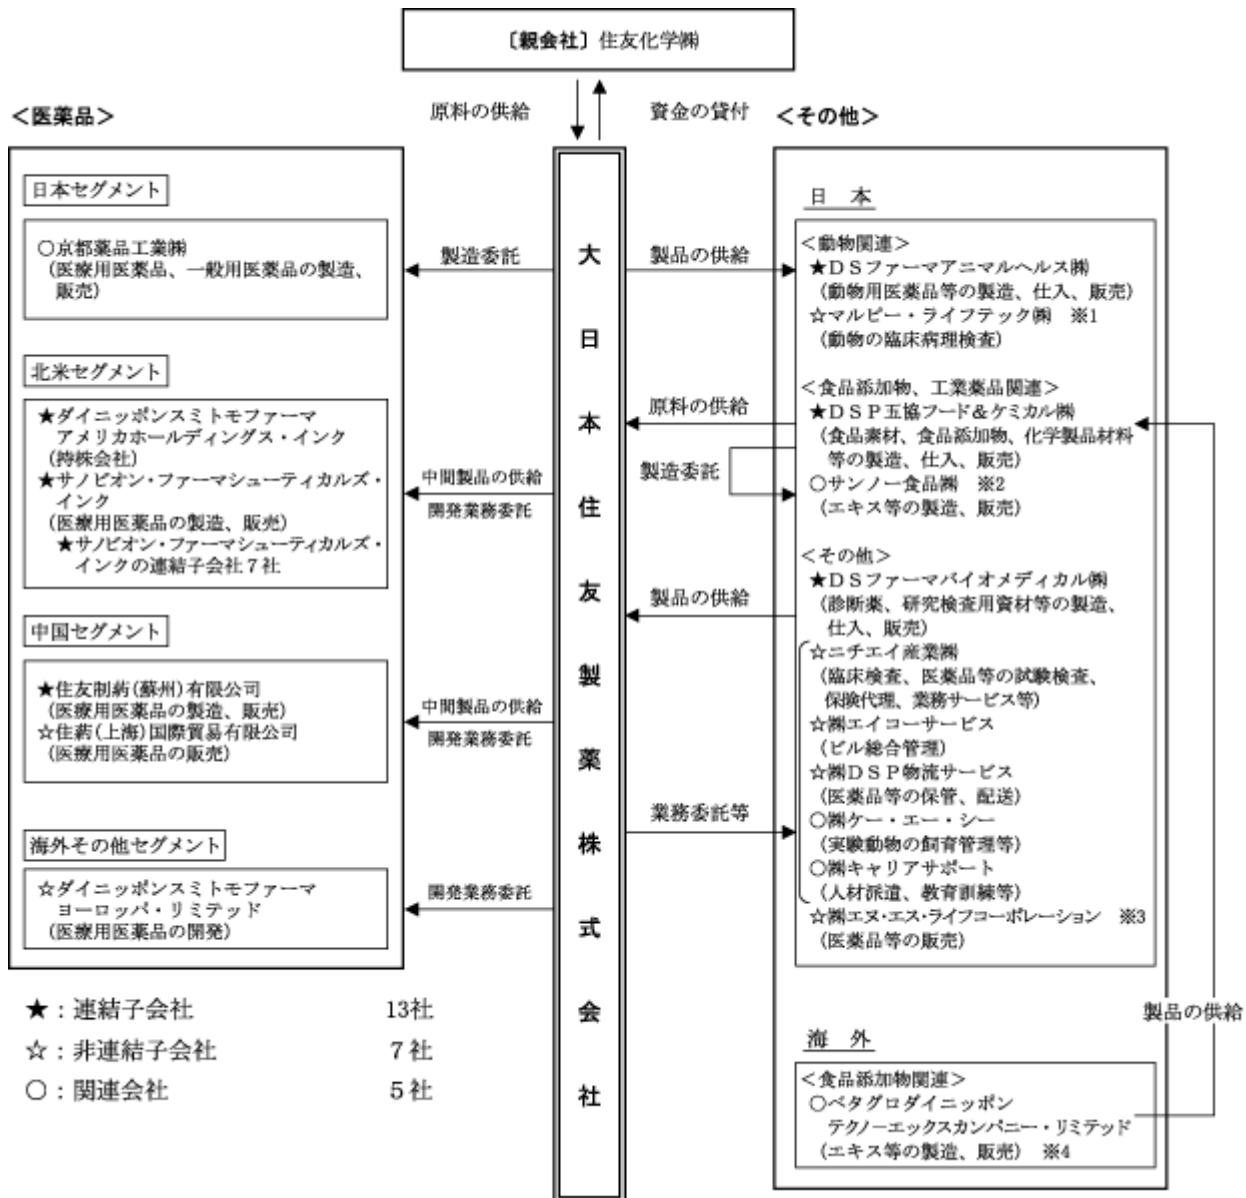 〔親会社〕住友化学㈱
原料の供給
資金の貸付
＜医薬品＞
日本セグメント
○京都薬品工業㈱
(医療用医薬品、一般用医薬品の製造、
販売)
北米セグメント
★ダイニッポンスミトモファーマ
アメリカホールディングス・インク
(持株会社)
★サノビオン・ファーマシューティカルズ・
インク
(医療用医薬品の製造、販売)
★サノビオン・ファーマシューティカルズ・
インクの連結子会社７社
中国セグメント
★住友制葯(蘇州)有限公司
(医療用医薬品の製造、販売)
☆住葯(上海)国際貿易有限公司
(医療用医薬品の販売)
海外その他セグメント
☆ダイニッポンスミトモファーマ
ヨーロッパ・リミテッド
(医療用医薬品の開発)
製造委託
中間製品の供給
開発業務委託
中間製品の供給
開発業務委託
開発業務委託
大日本住友製薬株式会社
製品の供給
原料の供給
製造委託
製品の供給
業務委託等
＜その他＞
日 本
＜動物関連＞
★ＤＳファーマアニマルヘルス㈱
(動物用医薬品等の製造、仕入、販売)
☆マルピー・ライフテック㈱ ※1
(動物の臨床病理検査)
＜食品添加物、工業薬品関連＞
★ＤＳＰ五協フード＆ケミカル㈱
(食品素材、食品添加物、化学製品材料
等の製造、仕入、販売)
○サンノー食品㈱ ※2
(エキス等の製造、販売)
＜その他＞
★ＤＳファーマバイオメディカル㈱
(診断薬、研究検査用資材等の製造、
仕入、販売)
☆ニチエイ産業㈱
(臨床検査、医薬品等の試験検査、
保険代理、業務サービス等)
☆㈱エイコーサービス
(ビル総合管理)
☆㈱ＤＳＰ物流サービス
(医薬品等の保管、配送)
○㈱ケー・エー・シー
(実験動物の飼育管理等)
○㈱キャリアサポート
(人材派遣、教育訓練等)
☆㈱エヌ・エス・ライフコーポレーション ※3
(医薬品等の販売)
海 外
＜食品添加物関連＞
○ベタグロダイニッポン
テクノーエックスカンパニー・リミテッド
(エキス等の製造、販売) ※4
製品の供給
★：連結子会社 13社
☆：非連結子会社 ７社
○：関連会社 ５社